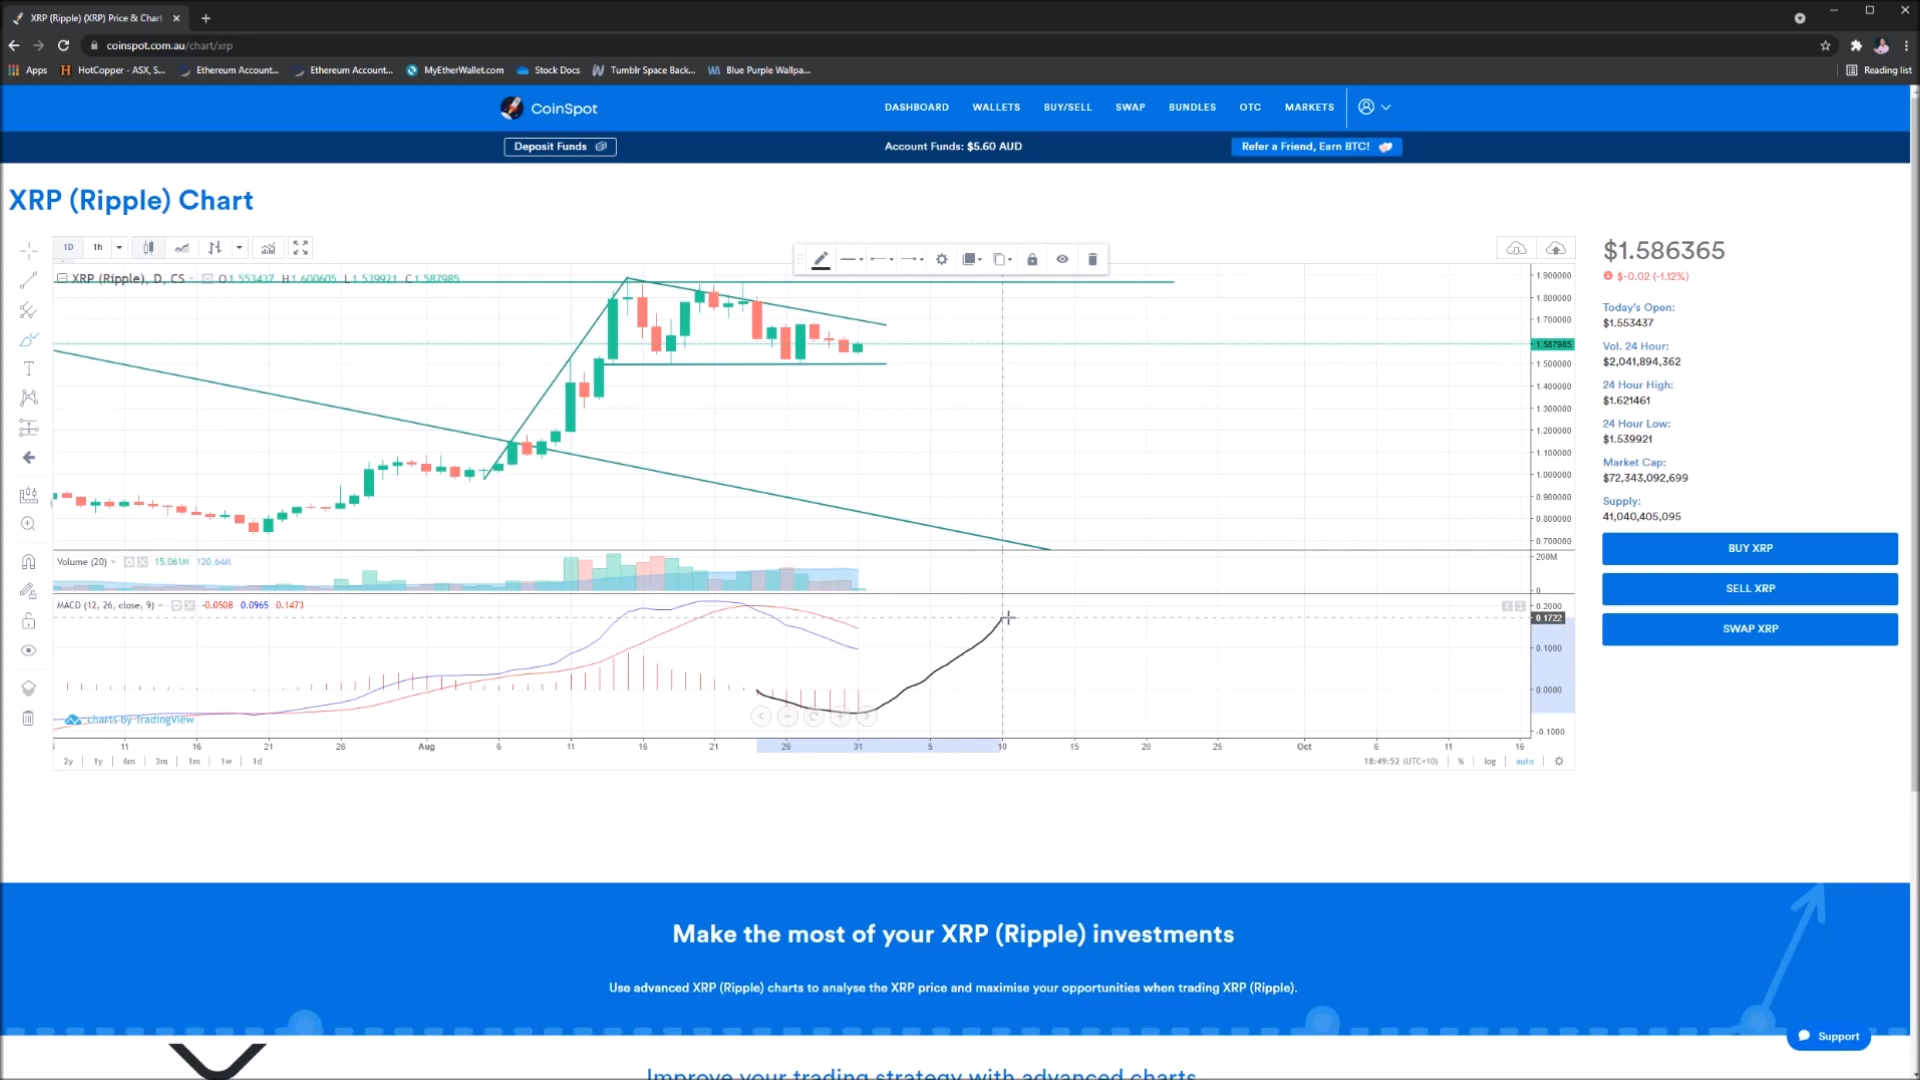 XRP (Ripple) (XRP) Price & Chart
coinspot.com.au/chart/xrp
Apps
HotCopper - ASX, S...
Ethereum Account...
Ethereum Account...
MyEtherWallet.com
Stock Docs
Tumblr Space Back...
Blue Purple Wallpa...
Reading list
CoinSpot
DASHBOARD WALLETS BUY/SELL SWAP BUNDLES OTC MARKETS
Deposit Funds
Account Funds: $5.60 AUD
Refer a Friend, Earn BTC!
XRP (Ripple) Chart
1D 1h
XRP (Ripple), D, CS O 1.553437 H 1.600605 L 1.539921 C 1.587985
1.900000
1.800000
1.700000
1.587985
1.500000
1.400000
1.300000
1.200000
1.100000
1.000000
0.900000
0.800000
0.700000
Volume (20) 15.061M 120.64M
200M
0
MACD (12, 26, close, 9) -0.0508 0.0965 0.1473
0.2000
0.1722
0.1000
0.0000
-0.1000
charts by TradingView
11 16 21 26 Aug 6 11 16 21 26 31 5 10 15 20 25 Oct 6 11 16
2y 1y 6m 3m 1m 1w 1d
18:49:52 (UTC+10) % log auto
$1.586365
$-0.02 (-1.12%)
Today's Open:
$1.553437
Vol. 24 Hour:
$2,041,894,362
24 Hour High:
$1.621461
24 Hour Low:
$1.539921
Market Cap:
$72,343,092,699
Supply:
41,040,405,095
BUY XRP
SELL XRP
SWAP XRP
Make the most of your XRP (Ripple) investments
Use advanced XRP (Ripple) charts to analyse the XRP price and maximise your opportunities when trading XRP (Ripple).
Support
Improve your trading strategy with advanced charts